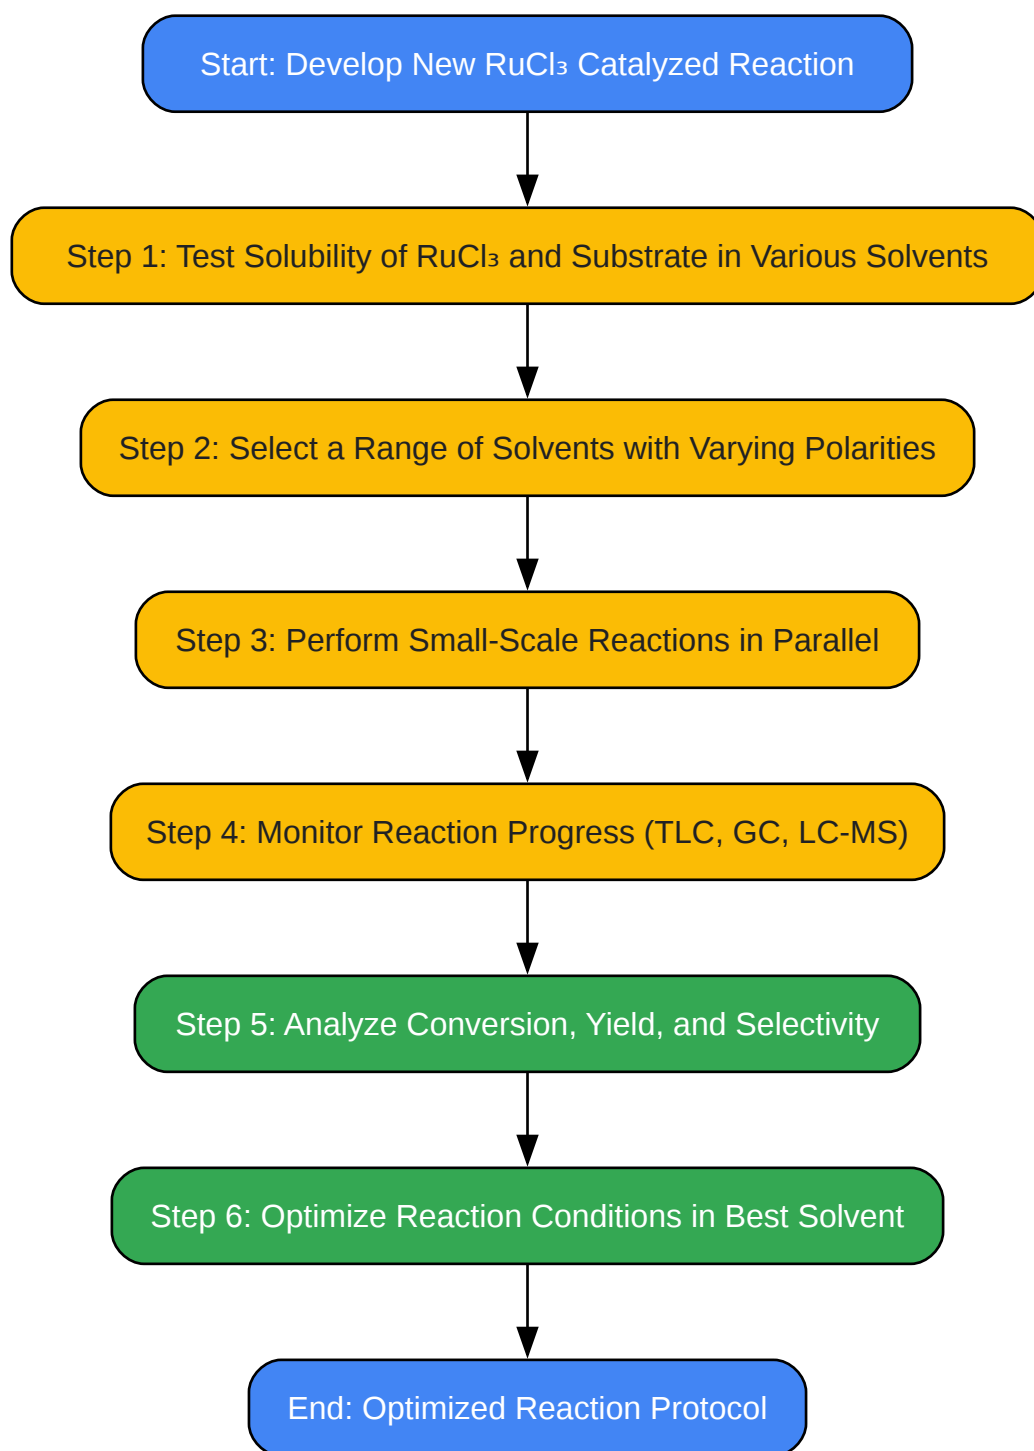 Start: Develop New RuCl₃ Catalyzed Reaction
Step 1: Test Solubility of RuCl₃ and Substrate in Various Solvents
Step 2: Select a Range of Solvents with Varying Polarities
Step 3: Perform Small-Scale Reactions in Parallel
Step 4: Monitor Reaction Progress (TLC, GC, LC-MS)
Step 5: Analyze Conversion, Yield, and Selectivity
Step 6: Optimize Reaction Conditions in Best Solvent
End: Optimized Reaction Protocol